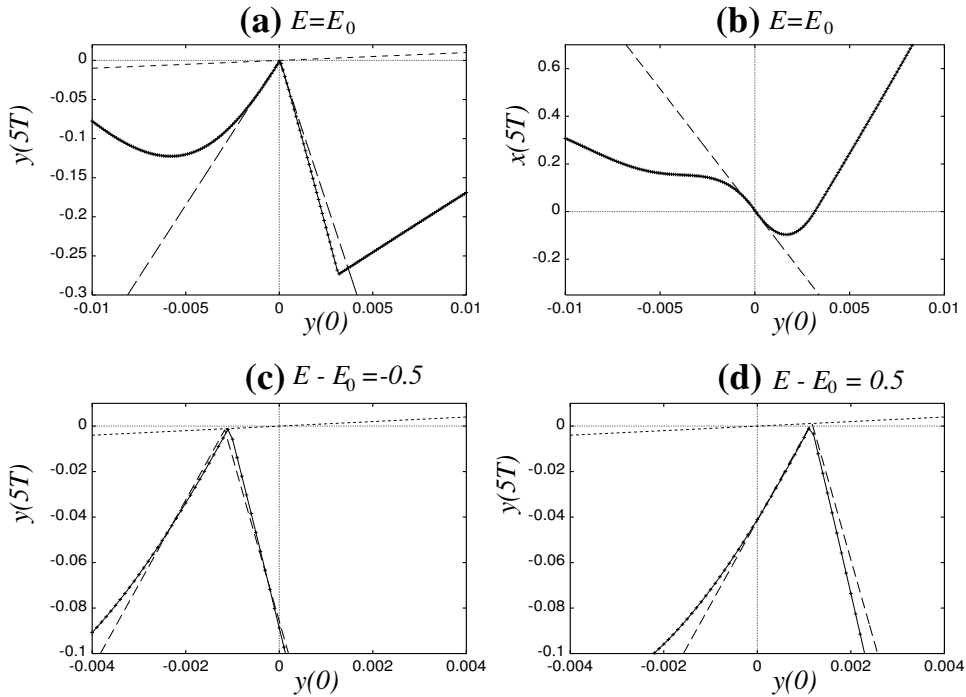 (a) E=E0
y(5T)
0
-0.05
-0.1
-0.15
-0.2
-0.25
-0.3
-0.01 -0.005 0 0.005 0.01
y(0)
(b) E=E0
x(5T)
0.6
0.4
0.2
0
-0.2
-0.01 -0.005 0 0.005 0.01
y(0)
(c) E - E0 =-0.5
y(5T)
0
-0.02
-0.04
-0.06
-0.08
-0.1
-0.004 -0.002 0 0.002 0.004
y(0)
(d) E - E0 = 0.5
y(5T)
0
-0.02
-0.04
-0.06
-0.08
-0.1
-0.004 -0.002 0 0.002 0.004
y(0)